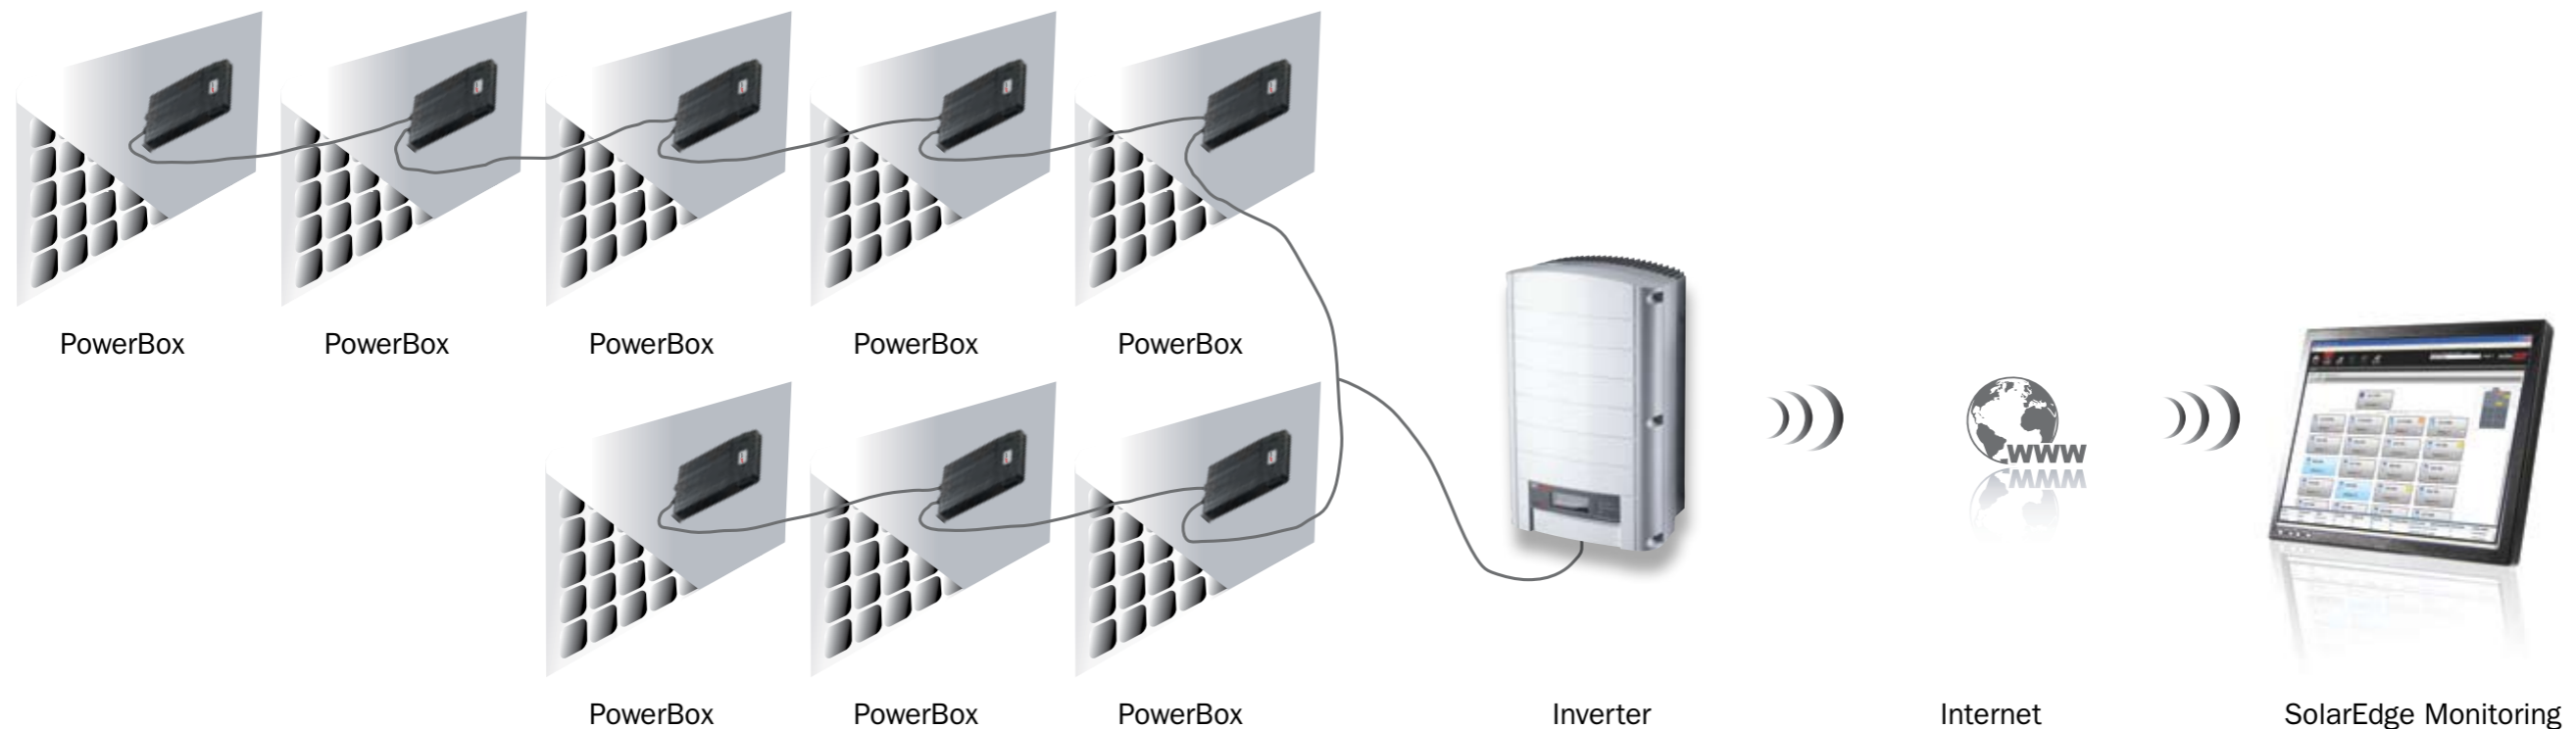 PowerBox
PowerBox
PowerBox
PowerBox
PowerBox
www
PowerBox
PowerBox
PowerBox
Inverter
Internet
SolarEdge Monitoring